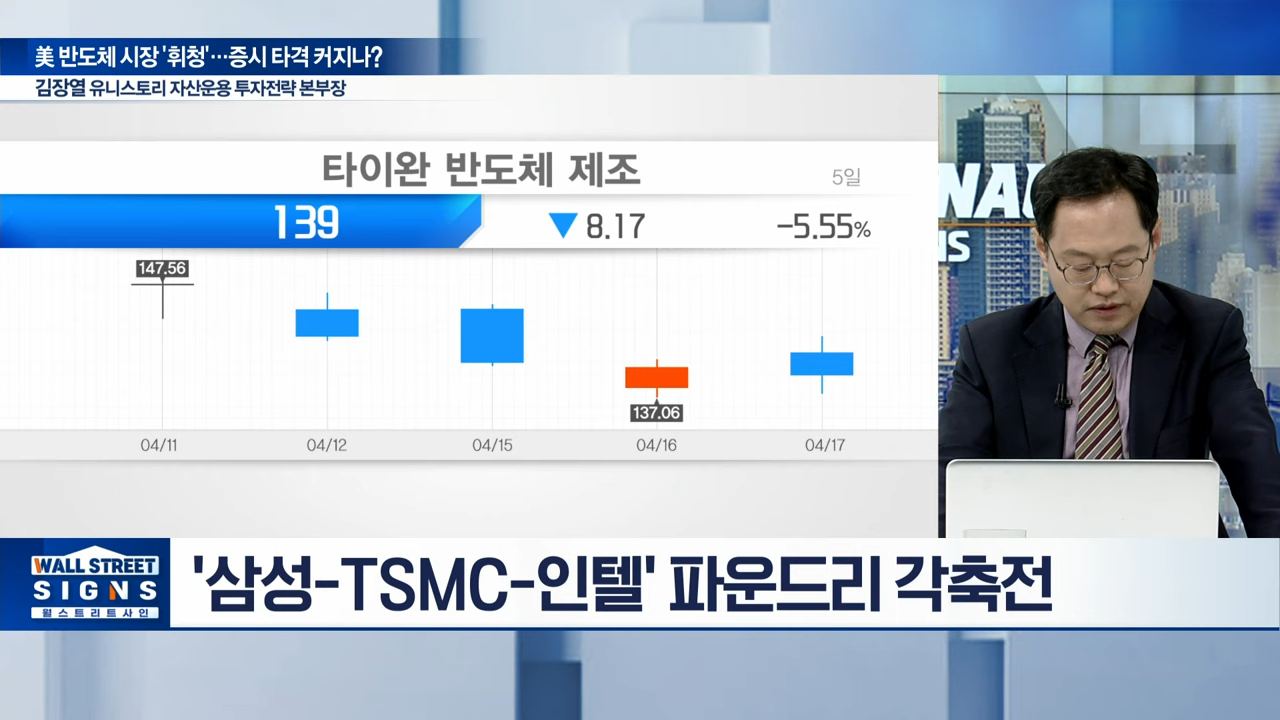 美 반도체 시장 '휘청'…증시 타격 커지나?
김장열 유니스토리 자산운용 투자전략 본부장
타이완 반도체 제조
5일
139 ▼ 8.17 -5.55%
147.56
137.06
04/11 04/12 04/15 04/16 04/17
WALL STREET
SIGNS
월스트리트사인
'삼성-TSMC-인텔' 파운드리 각축전